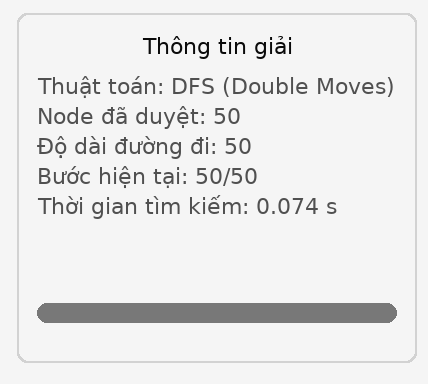 Thông tin giải
Thuật toán: DFS (Double Moves)
Node đã duyệt: 50
Độ dài đường đi: 50
Bước hiện tại: 50/50
Thời gian tìm kiếm: 0.074 s